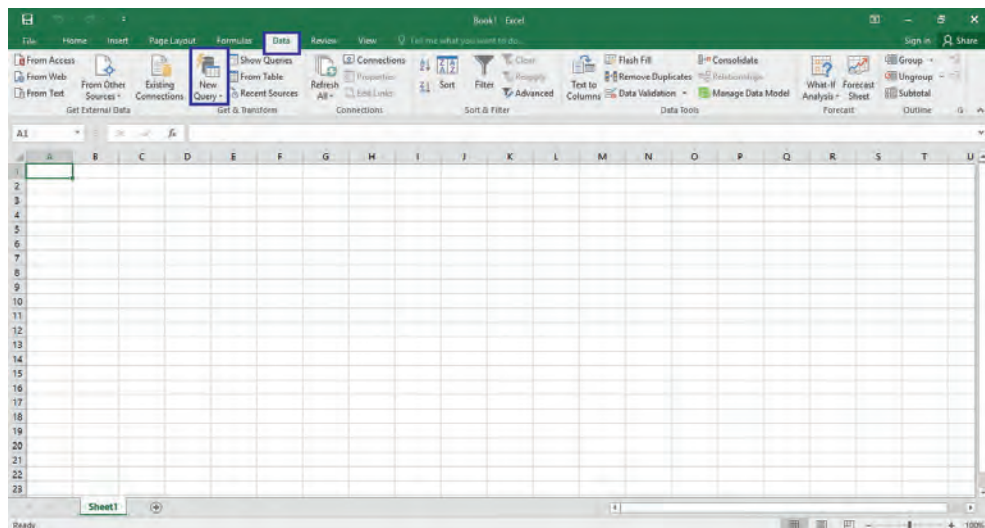 Book1 - Excel
File Home Insert Page Layout Formulas Data Review View Tell me what you want to do... Sign in Share
From Access
From Web
From Text
From Other Sources
Existing Connections
Get External Data
New Query
Show Queries
From Table
Recent Sources
Get & Transform
Refresh All
Connections
Properties
Edit Links
Connections
Sort
Filter
Clear
Reapply
Advanced
Sort & Filter
Text to Columns
Flash Fill
Remove Duplicates
Data Validation
Consolidate
Relationships
Manage Data Model
Data Tools
What-If Analysis
Forecast Sheet
Forecast
Group
Ungroup
Subtotal
Outline
A1 fx
A B C D E F G H I J K L M N O P Q R S T U
1
2
3
4
5
6
7
8
9
10
11
12
13
14
15
16
17
18
19
20
21
22
23
Sheet1
Ready 100%